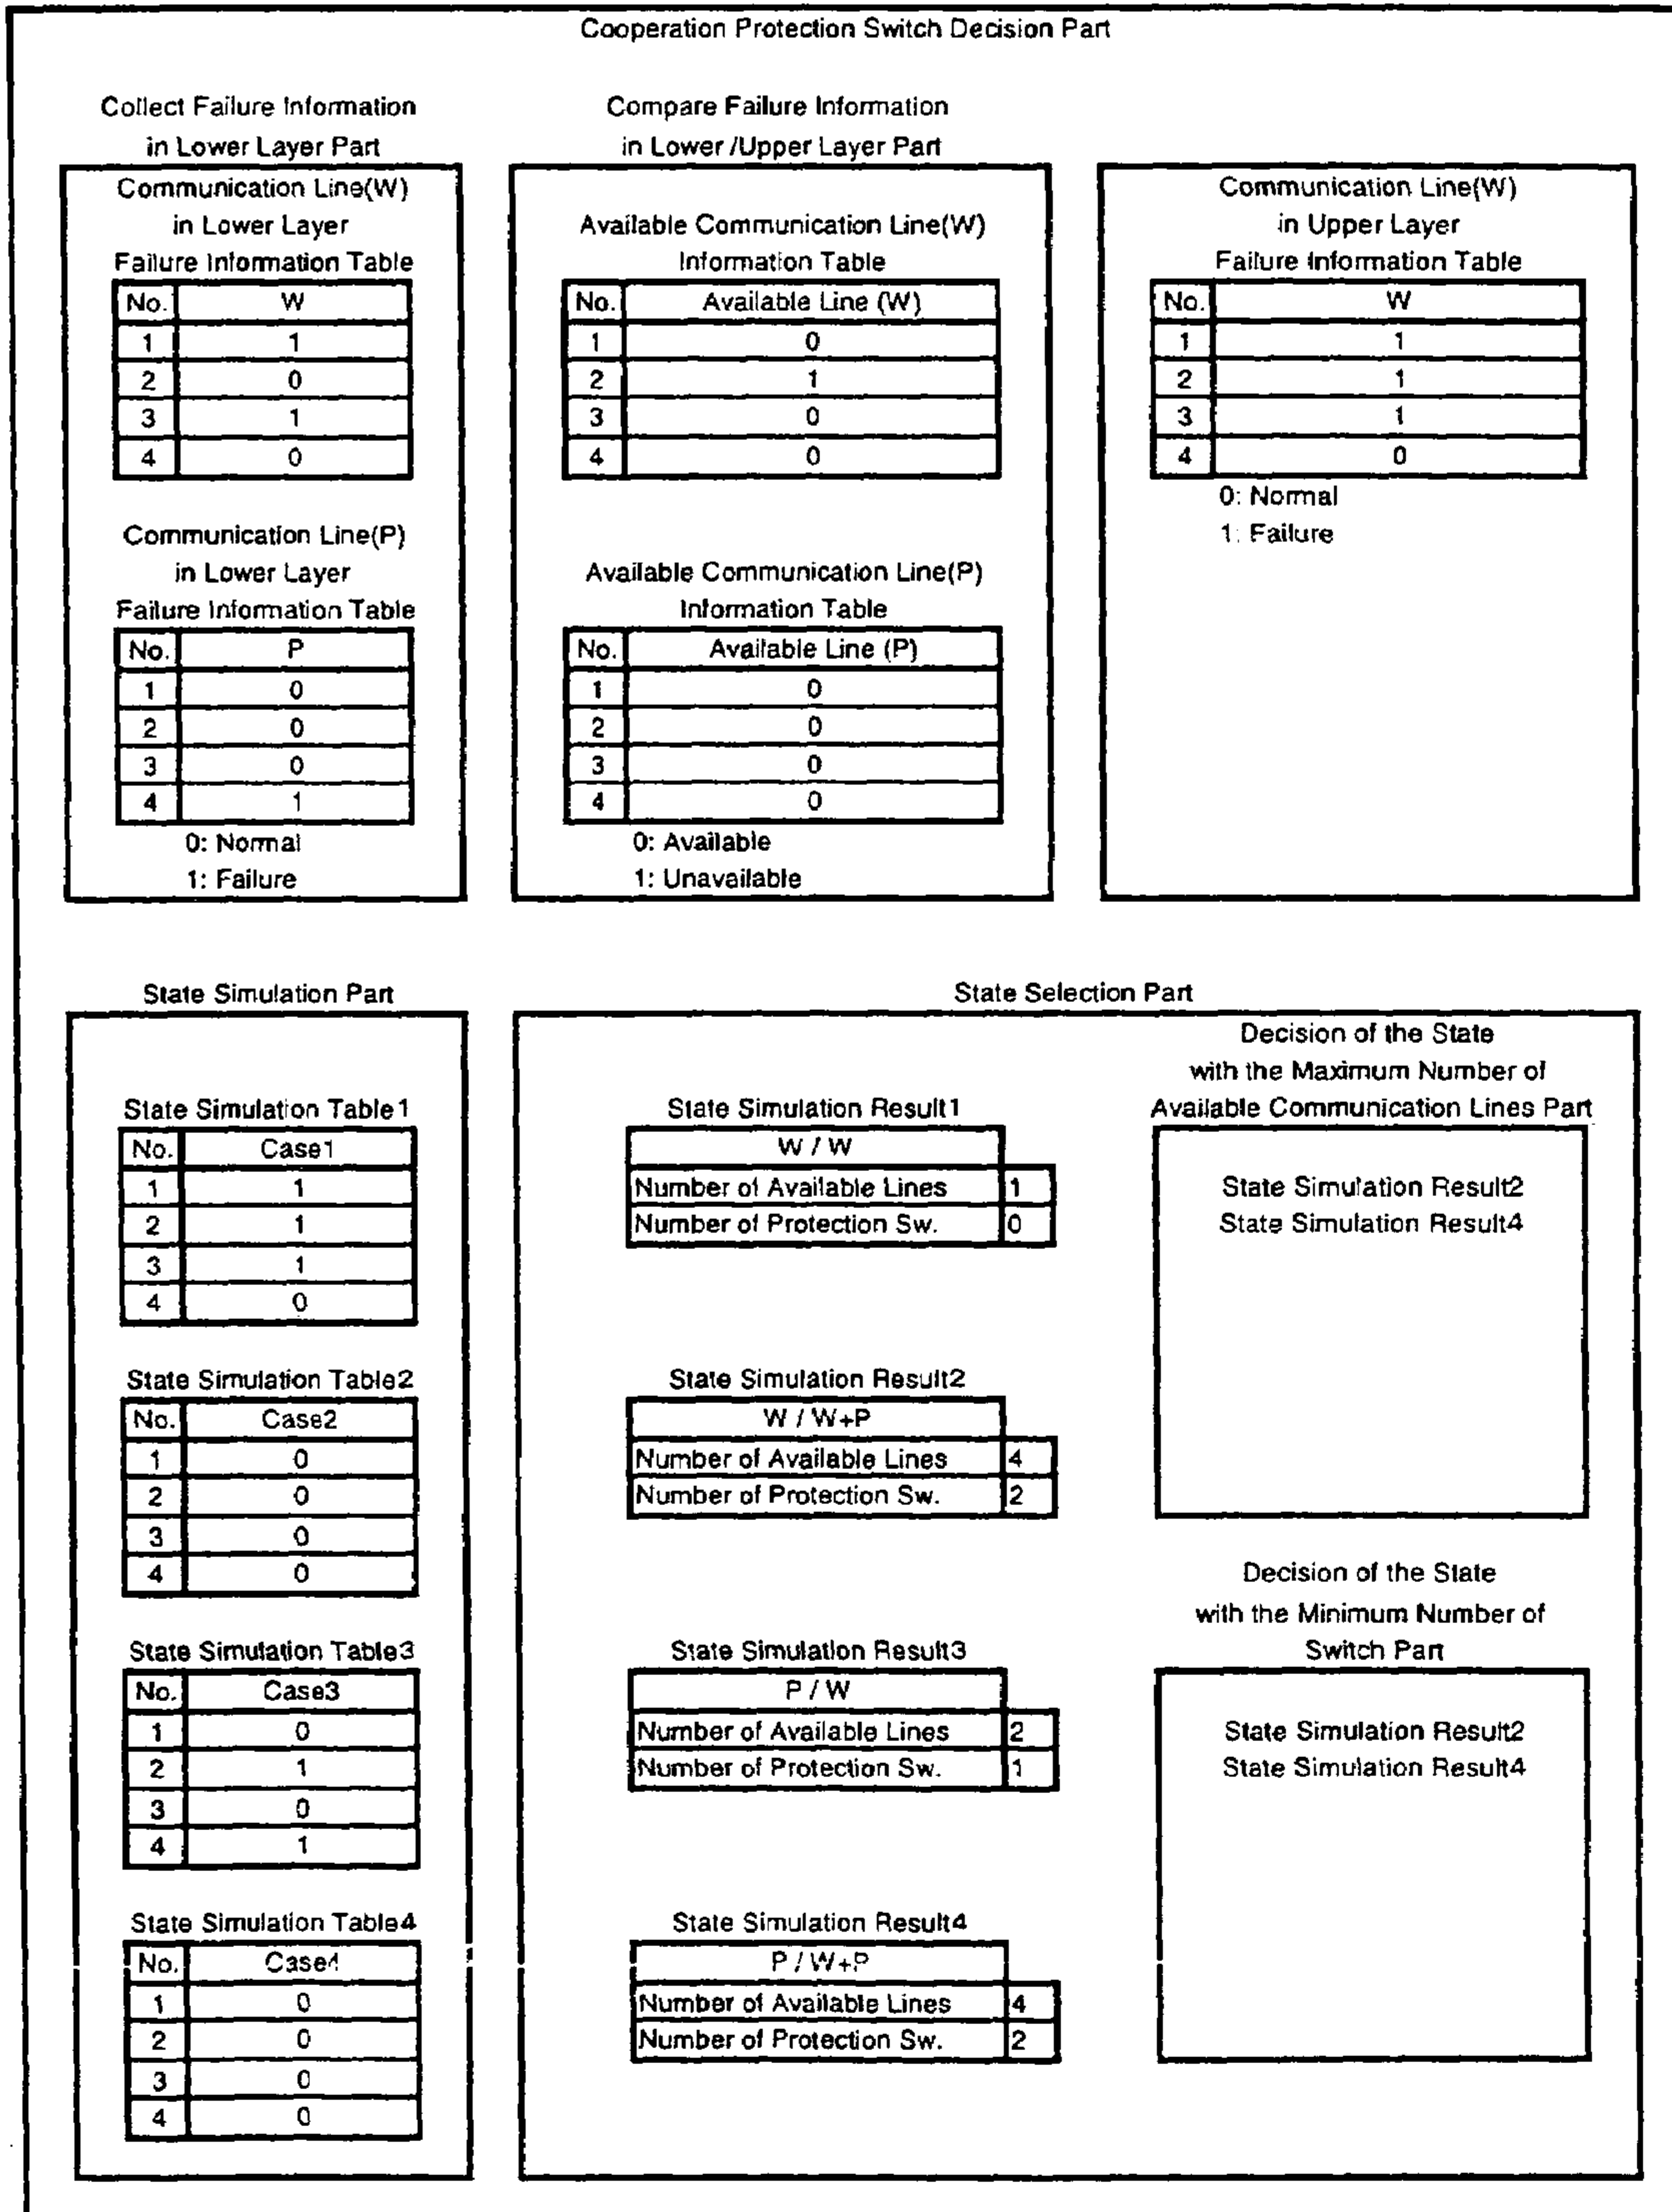 Cooperation Protection Switch Decision Part
Collect Failure Information
in Lower Layer Part
Communication Line(W)
in Lower Layer
Failure Information Table
No. W
1 1
2 0
3 1
4 0
Communication Line(P)
in Lower Layer
Failure Information Table
No. P
1 0
2 0
3 0
4 1
0: Normal
1: Failure
Compare Failure Information
in Lower /Upper Layer Part
Available Communication Line(W)
Information Table
No. Available Line (W)
1 0
2 1
3 0
4 0
Available Communication Line(P)
Information Table
No. Available Line (P)
1 0
2 0
3 0
4 0
0: Available
1: Unavailable
Communication Line(W)
in Upper Layer
Failure Information Table
No. W
1 1
2 1
3 1
4 0
0: Normal
1: Failure
State Simulation Part
State Simulation Table1
No. Case1
1 1
2 1
3 1
4 0
State Simulation Table2
No. Case2
1 0
2 0
3 0
4 0
State Simulation Table3
No. Case3
1 0
2 1
3 0
4 1
State Simulation Table4
No. Case4
1 0
2 0
3 0
4 0
State Selection Part
State Simulation Result1
W / W
Number of Available Lines 1
Number of Protection Sw. 0
State Simulation Result2
W / W+P
Number of Available Lines 4
Number of Protection Sw. 2
State Simulation Result3
P / W
Number of Available Lines 2
Number of Protection Sw. 1
State Simulation Result4
P / W+P
Number of Available Lines 4
Number of Protection Sw. 2
Decision of the State
with the Maximum Number of
Available Communication Lines Part
State Simulation Result2
State Simulation Result4
Decision of the State
with the Minimum Number of
Switch Part
State Simulation Result2
State Simulation Result4